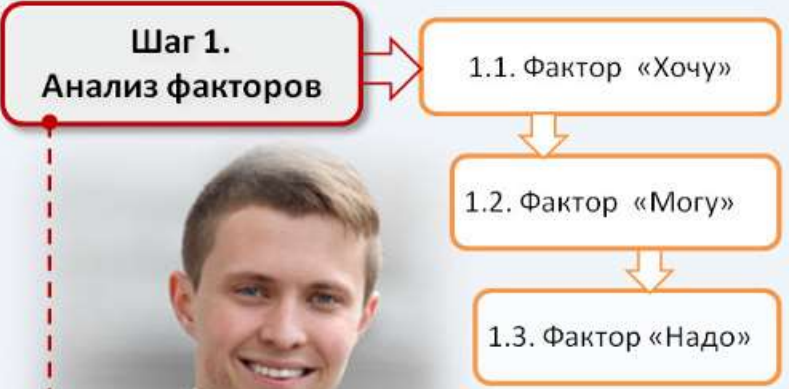 Шаг 1.
Анализ факторов
1.1. Фактор «Хочу»
1.2. Фактор «Могу»
1.3. Фактор «Надо»